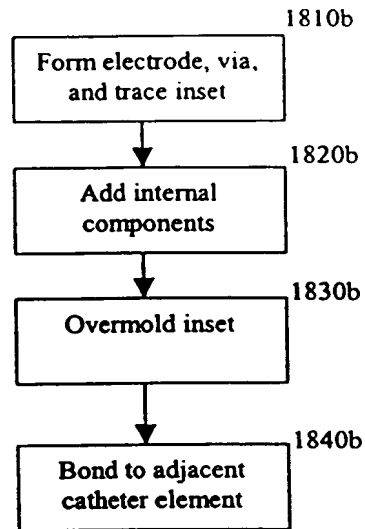 1810b
Form electrode, via,
and trace inset
1820b
Add internal
components
1830b
Overmold inset
1840b
Bond to adjacent
catheter element